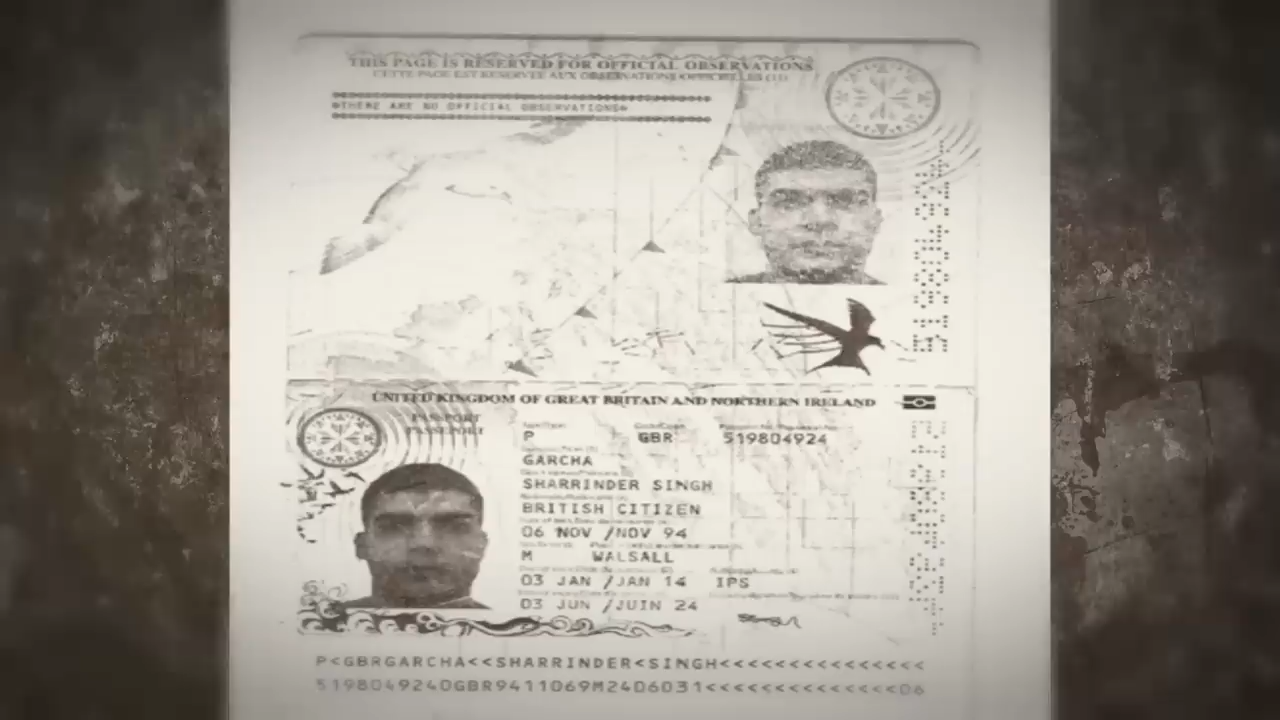 THIS PAGE IS RESERVED FOR OFFICIAL OBSERVATIONS
CETTE PAGE EST RESERVEE AUX OBSERVATIONS OFFICIELLES (11)
THERE ARE NO OFFICIAL OBSERVATIONS
519804924
UNITED KINGDOM OF GREAT BRITAIN AND NORTHERN IRELAND
PASSPORT
PASSEPORT
P GBR 519804924
GARCHA
SHARRINDER SINGH
BRITISH CITIZEN
06 NOV /NOV 94
M WALSALL
03 JAN /JAN 14 IPS
03 JUN /JUIN 24
P<GBRGARCHA<<SHARRINDER<SINGH<<<<<<<<<<<<<<<
5198049240GBR9411069M2406031<<<<<<<<<<<<<<06